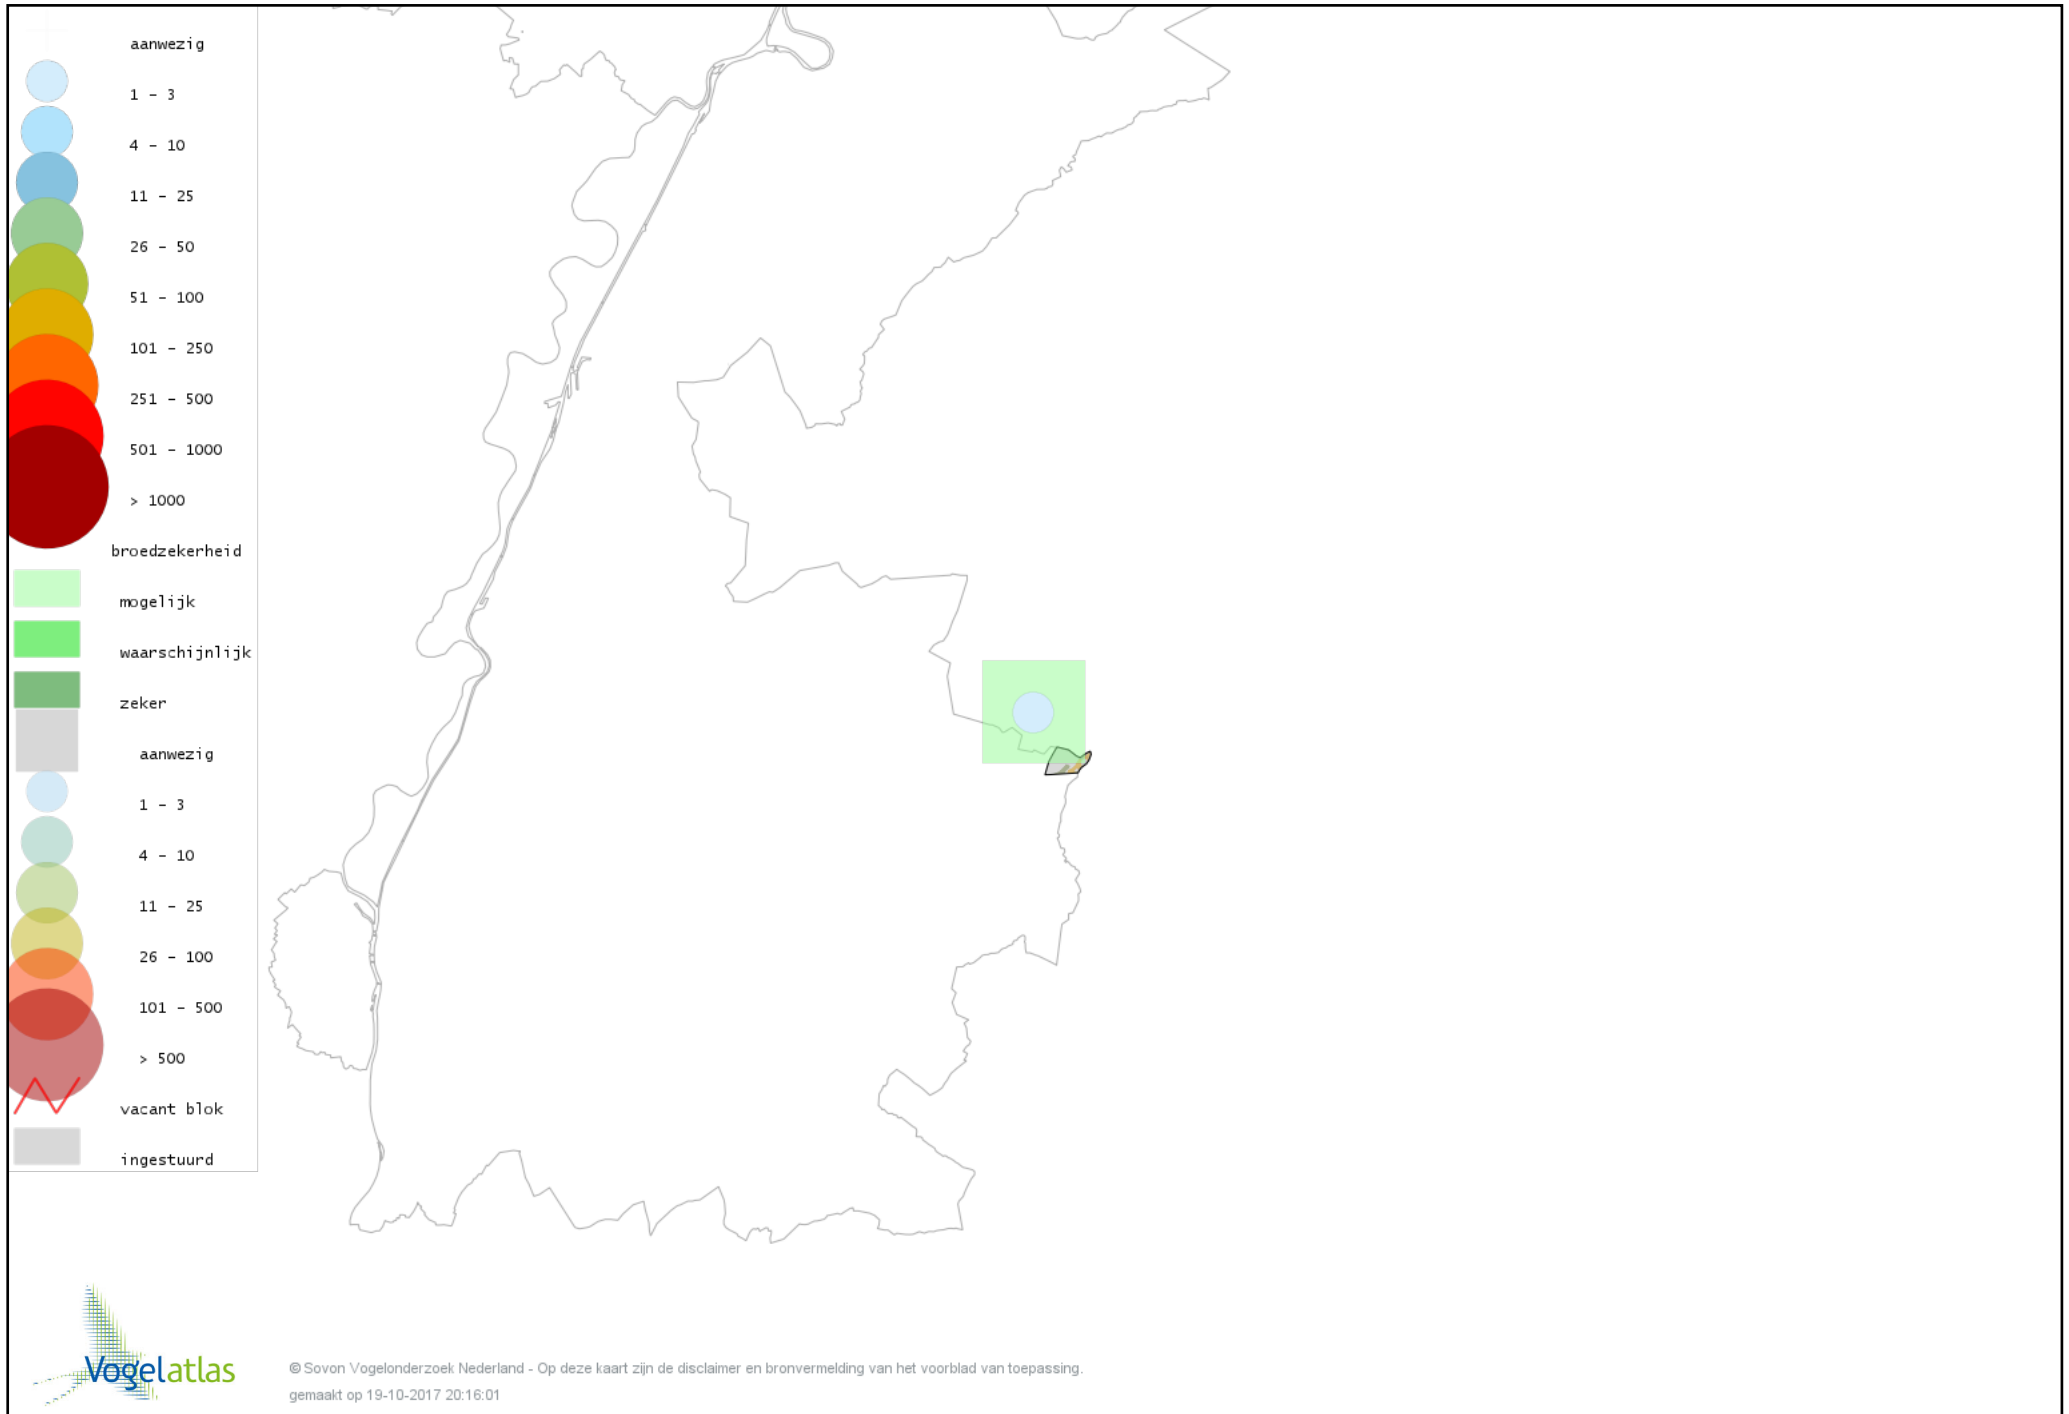 aanwezig
1 - 3
4 - 10
11 - 25
26 - 50
51 - 100
101 - 250
251 - 500
501 - 1000
> 1000
broedzekerheid
mogelijk
waarschijnlijk
zeker
aanwezig
1 - 3
4 - 10
11 - 25
26 - 100
101 - 500
> 500
vacant blok
ingestuurd
Vogelatlas
© Sovon Vogelonderzoek Nederland - Op deze kaart zijn de disclaimer en bronvermelding van het voorblad van toepassing.
gemaakt op 19-10-2017 20:16:01